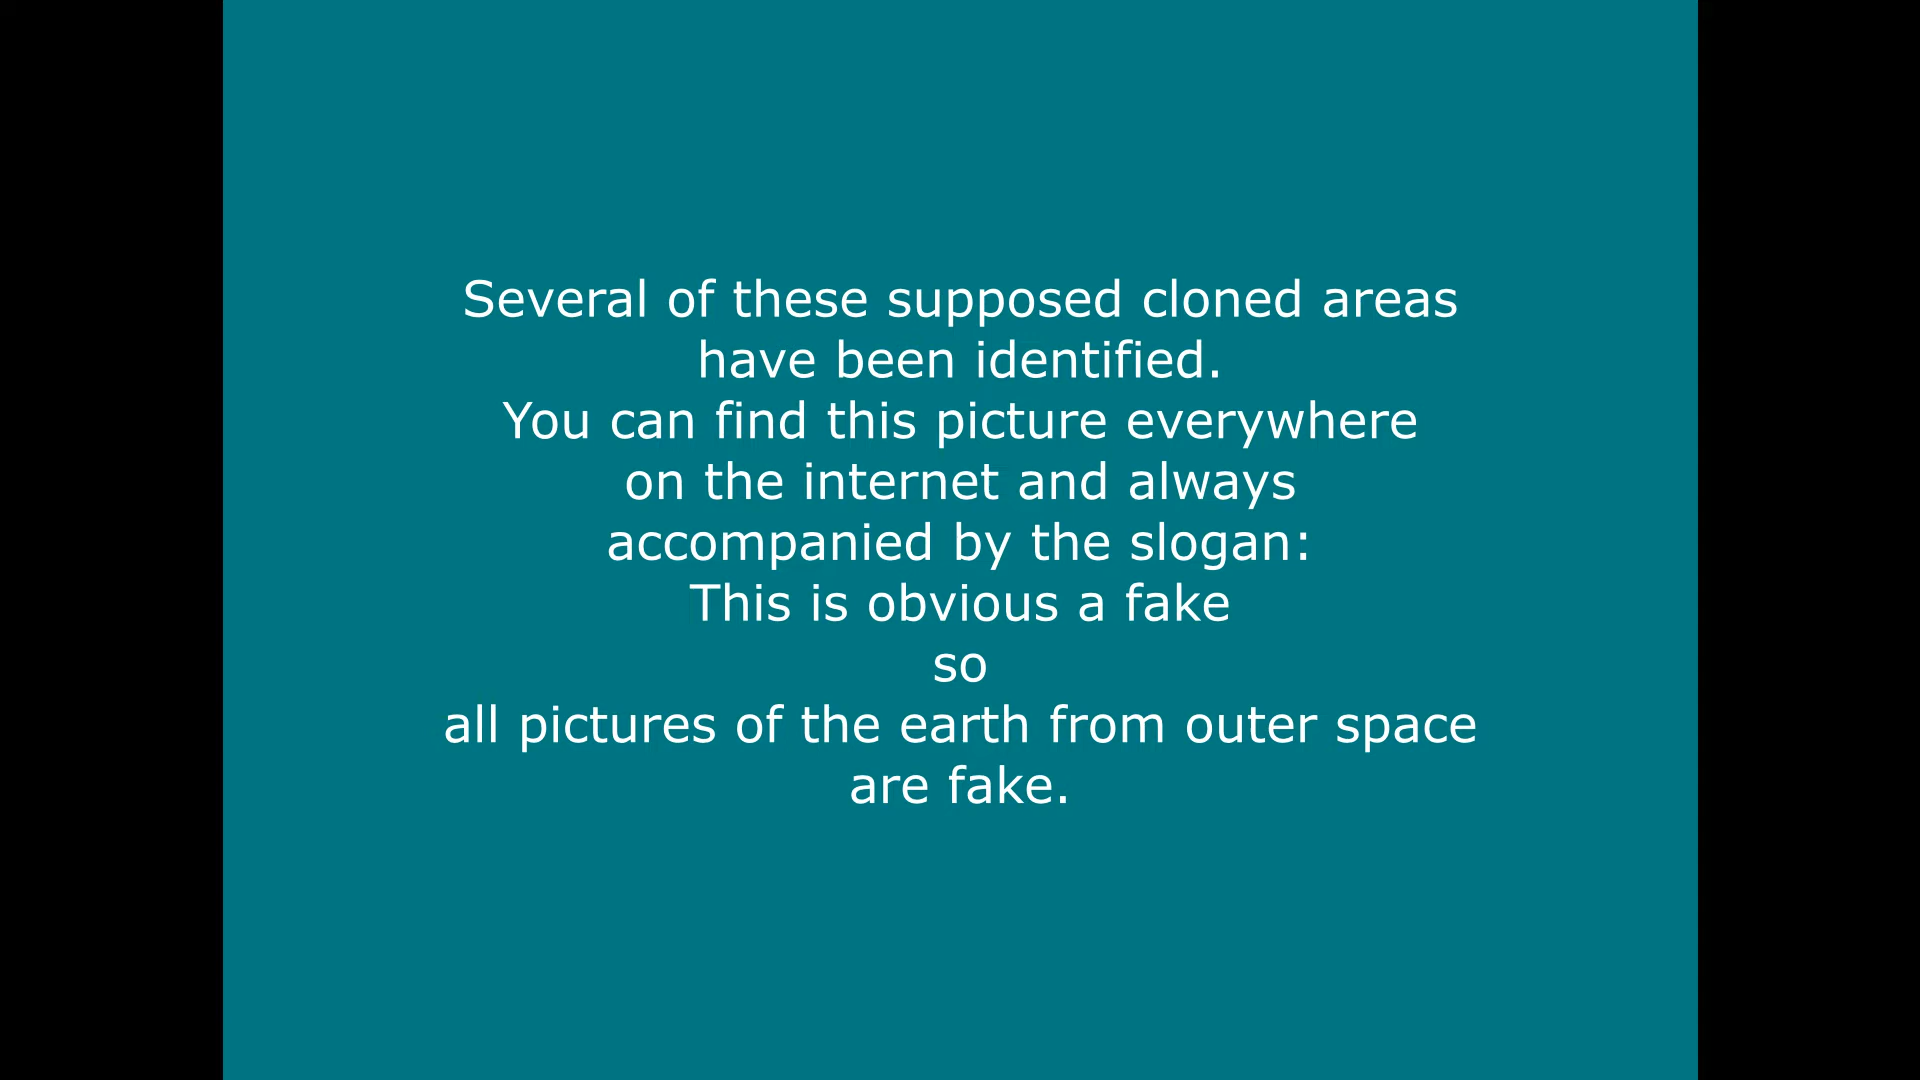 Several of these supposed cloned areas
have been identified.
You can find this picture everywhere
on the internet and always
accompanied by the slogan:
This is obvious a fake
so
all pictures of the earth from outer space
are fake.